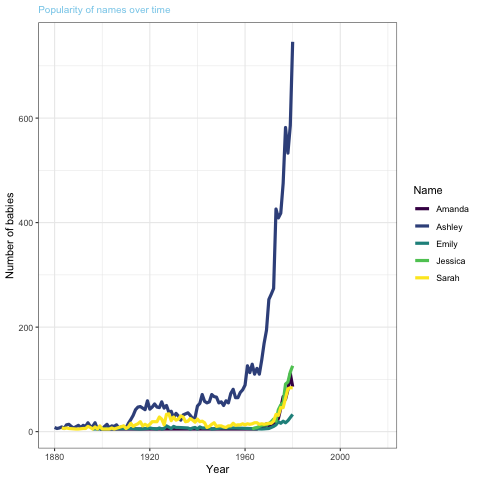 Popularity of names over time
Number of babies
600
400
200
0
1880
1920
1960
2000
Year
Name
Amanda
Ashley
Emily
Jessica
Sarah